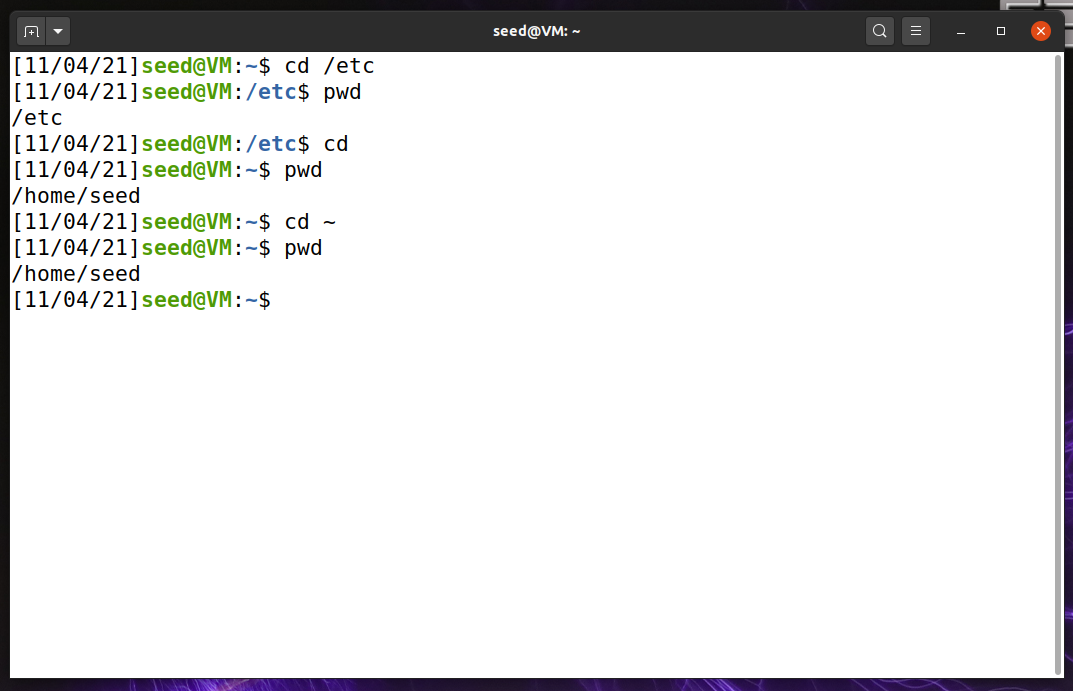 seed@VM: ~
[11/04/21]seed@VM:~$ cd /etc
[11/04/21]seed@VM:/etc$ pwd
/etc
[11/04/21]seed@VM:/etc$ cd
[11/04/21]seed@VM:~$ pwd
/home/seed
[11/04/21]seed@VM:~$ cd ~
[11/04/21]seed@VM:~$ pwd
/home/seed
[11/04/21]seed@VM:~$